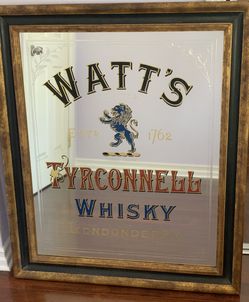 WATT'S
ESTD 1762
TYRCONNELL
WHISKY
LONDONDERRY